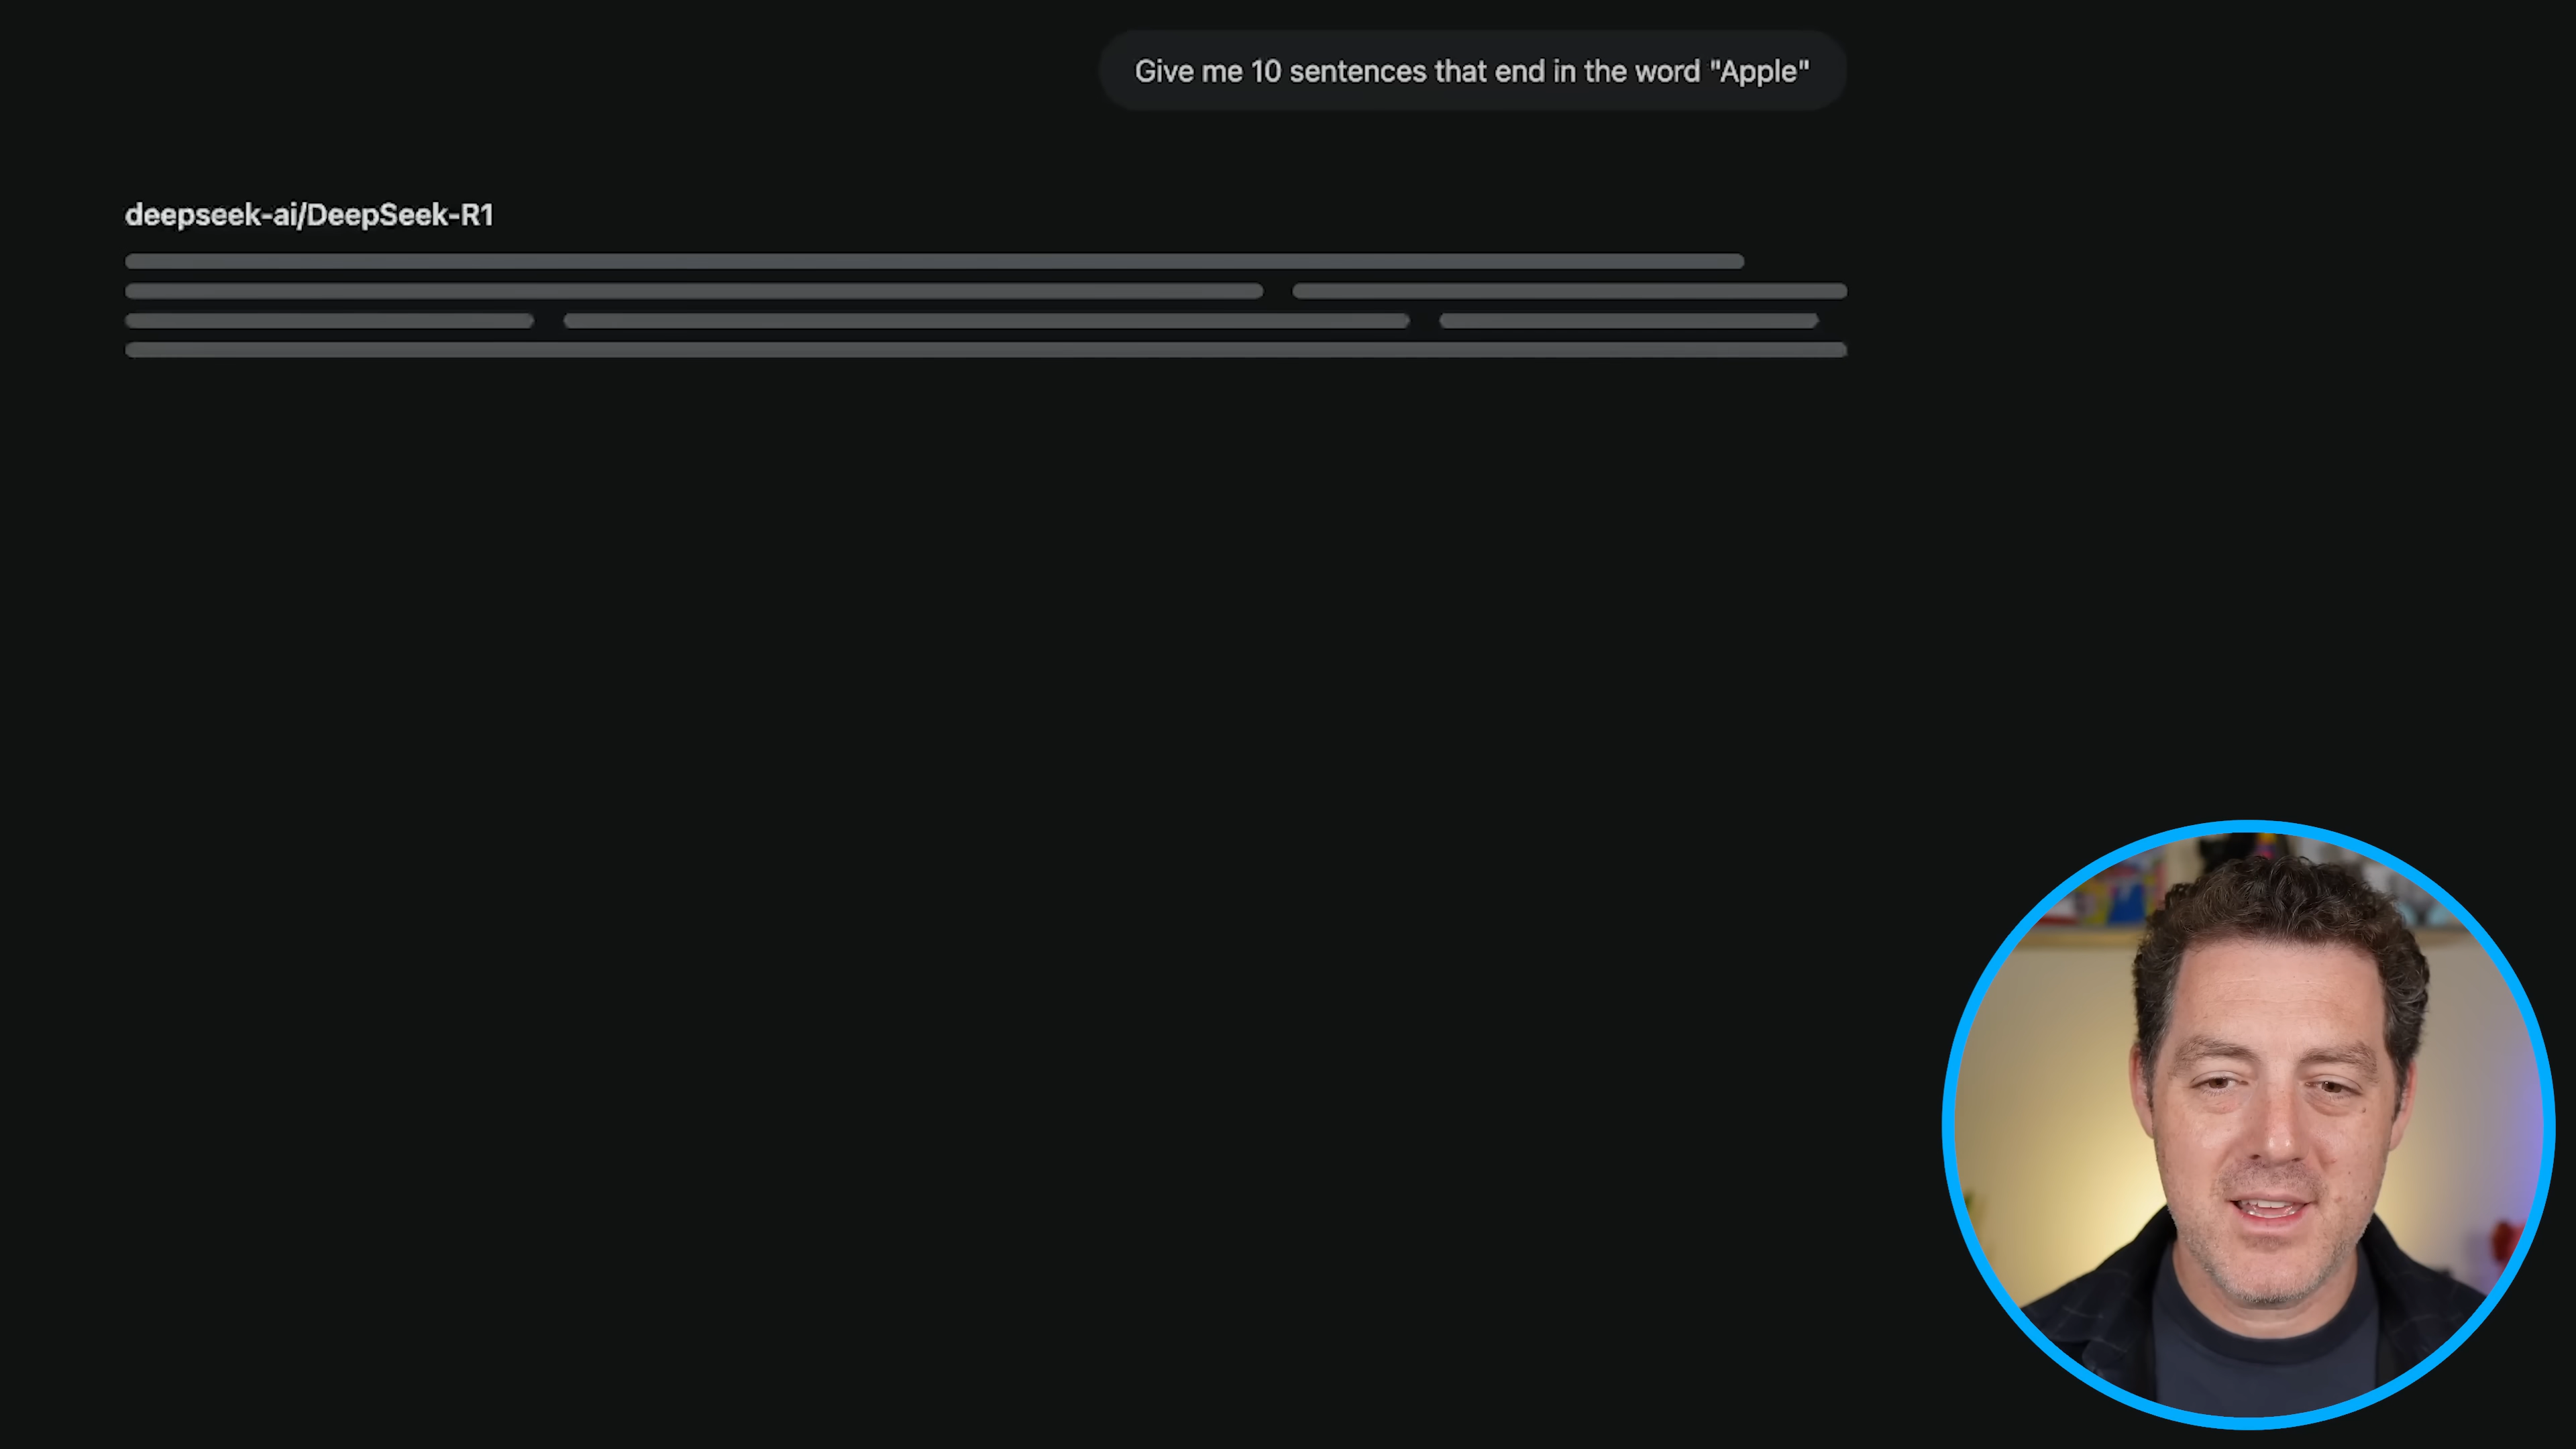 Give me 10 sentences that end in the word "Apple"
deepseek-ai/DeepSeek-R1